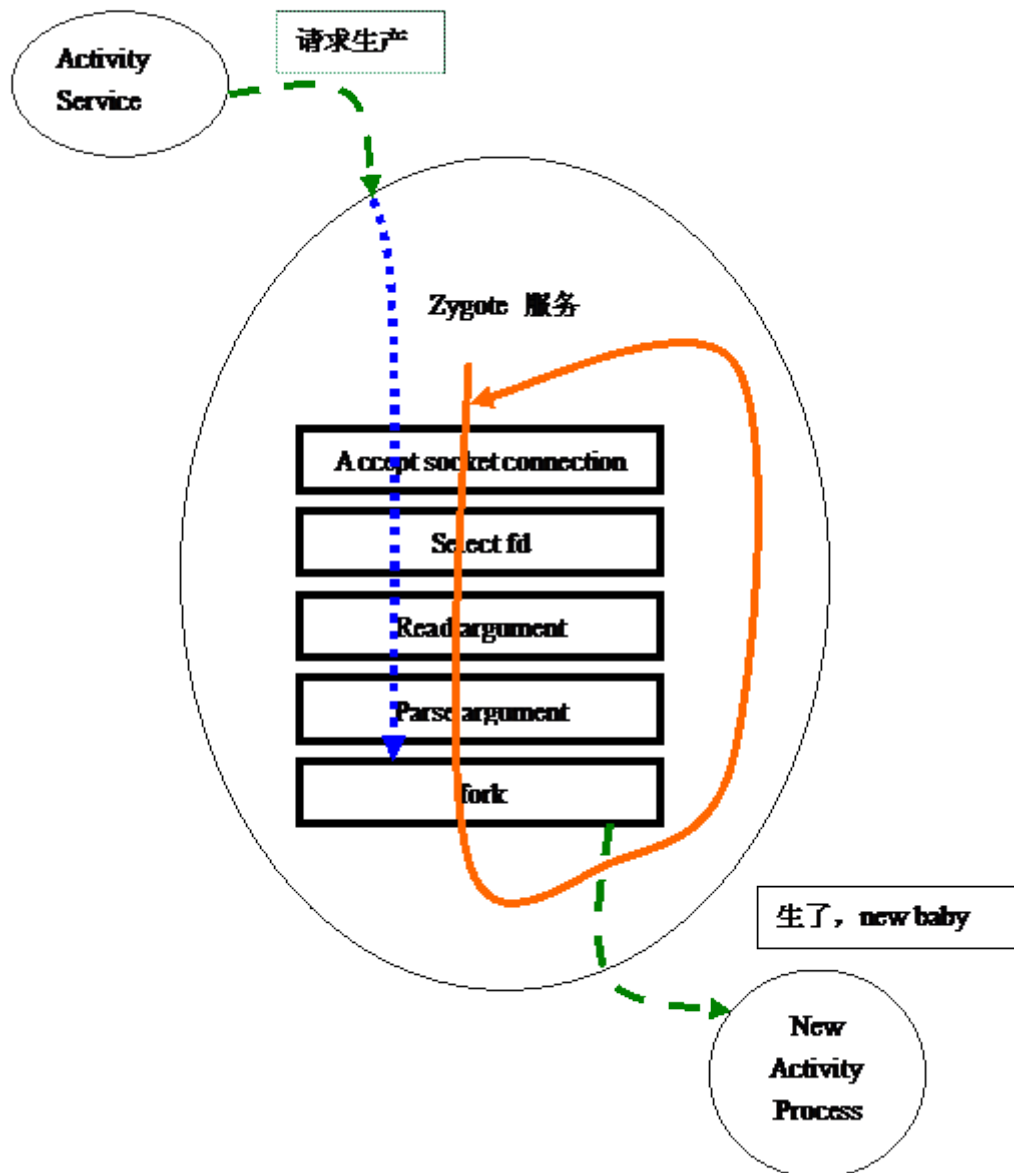 Activity
Service
请求生产
Zygote 服务
Accept socket connection
Select fd
Read argument
Parse argument
fork
生了，new baby
New
Activity
Process